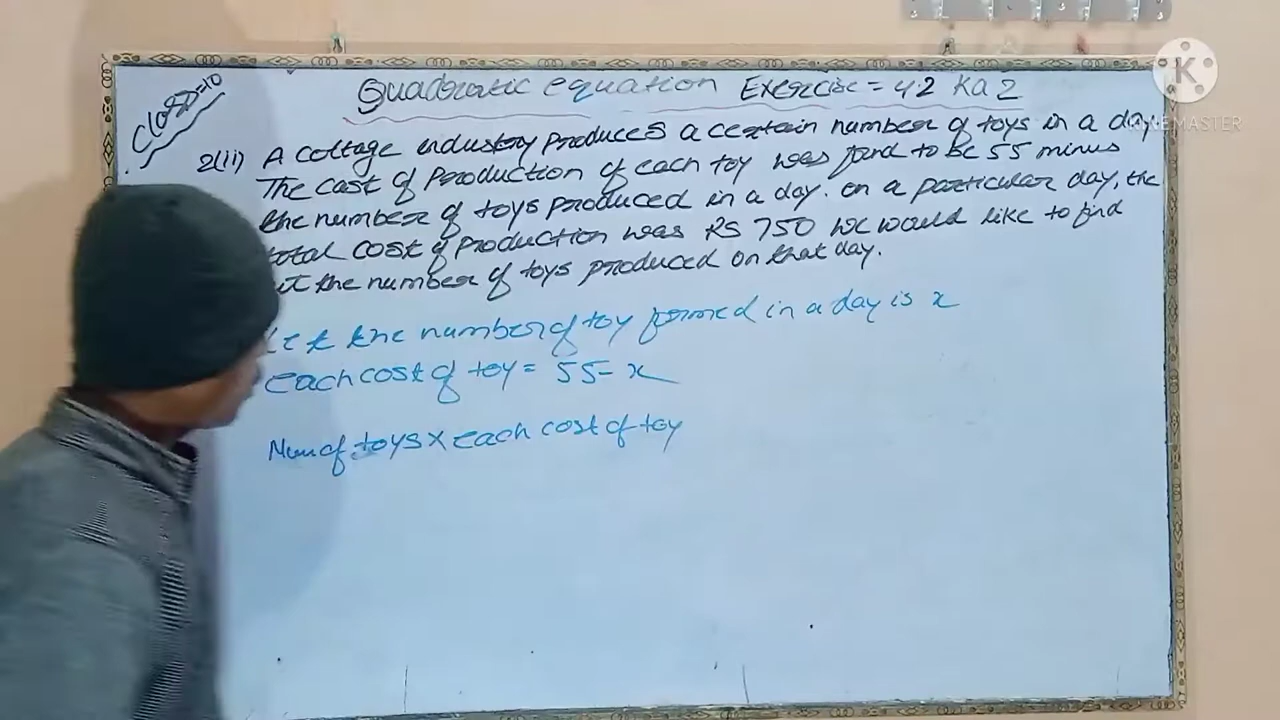 Quadratic equation Exercise = 4.2 Ka 2
Class=10
2(ii) A cottage industry produces a certain number of toys in a day.
The cost of production of each toy was found to be 55 minus
the number of toys produced in a day. on a particular day, the
total cost of production was RS 750 we would like to find
the number of toys produced on that day.
Let the number of toy formed in a day is x
each cost of toy = 55 - x
Num of toys x each cost of toy
K